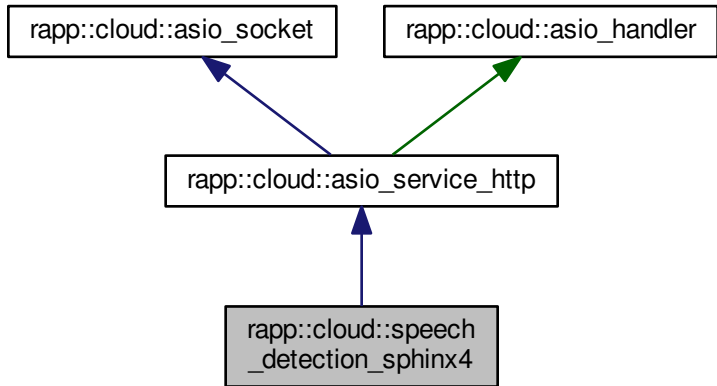 rapp::cloud::asio_socket
rapp::cloud::asio_handler
rapp::cloud::asio_service_http
rapp::cloud::speech
_detection_sphinx4